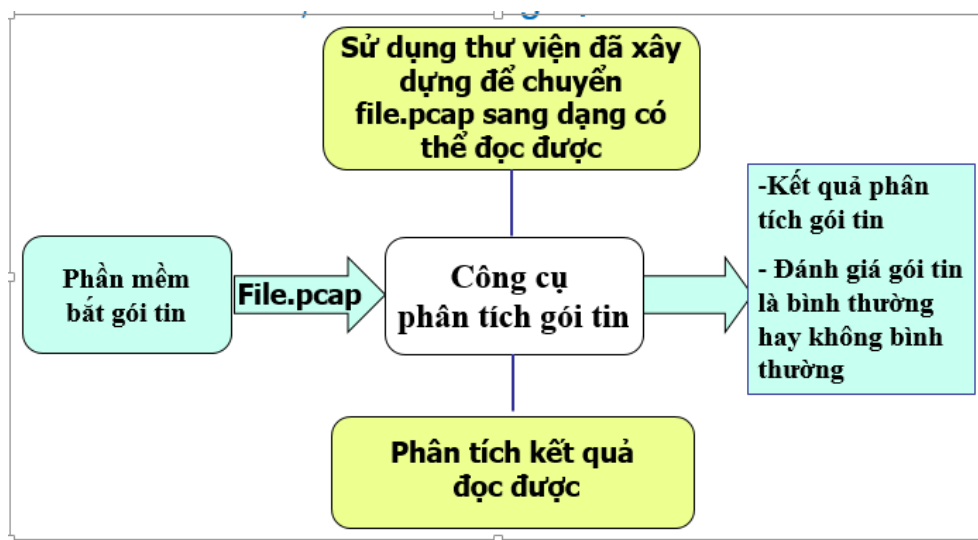 Sử dụng thư viện đã xây
dựng để chuyển
file.pcap sang dạng có
thể đọc được
Phần mềm
bắt gói tin
File.pcap
Công cụ
phân tích gói tin
-Kết quả phân
tích gói tin
- Đánh giá gói tin
là bình thường
hay không bình
thường
Phân tích kết quả
đọc được